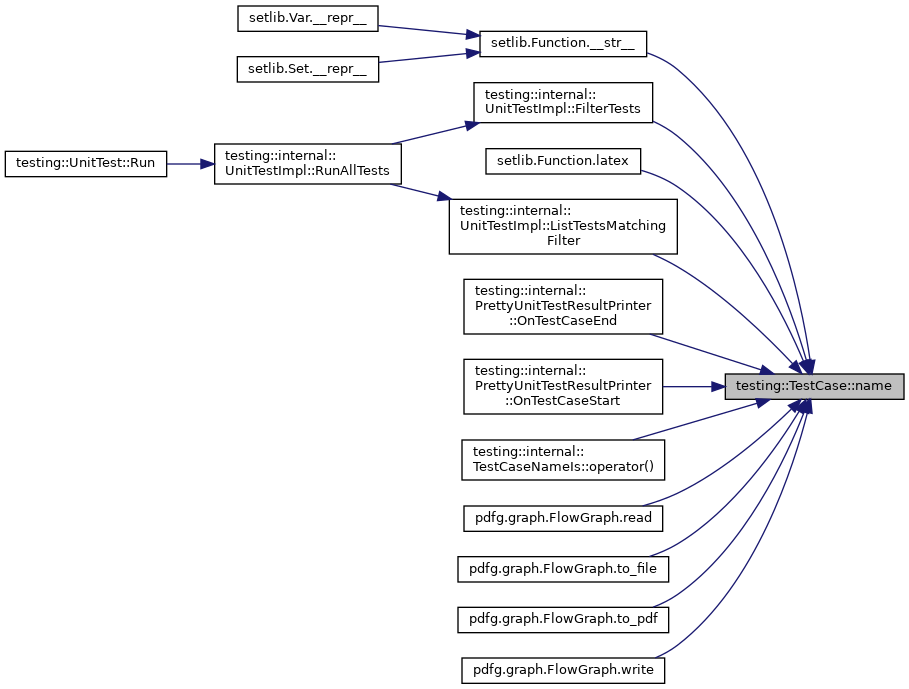 setlib.Var.__repr__
setlib.Function.__str__
setlib.Set.__repr__
testing::internal::
UnitTestImpl::FilterTests
testing::UnitTest::Run
testing::internal::
UnitTestImpl::RunAllTests
setlib.Function.latex
testing::internal::
UnitTestImpl::ListTestsMatching
Filter
testing::internal::
PrettyUnitTestResultPrinter
::OnTestCaseEnd
testing::internal::
PrettyUnitTestResultPrinter
::OnTestCaseStart
testing::TestCase::name
testing::internal::
TestCaseNameIs::operator()
pdfg.graph.FlowGraph.read
pdfg.graph.FlowGraph.to_file
pdfg.graph.FlowGraph.to_pdf
pdfg.graph.FlowGraph.write